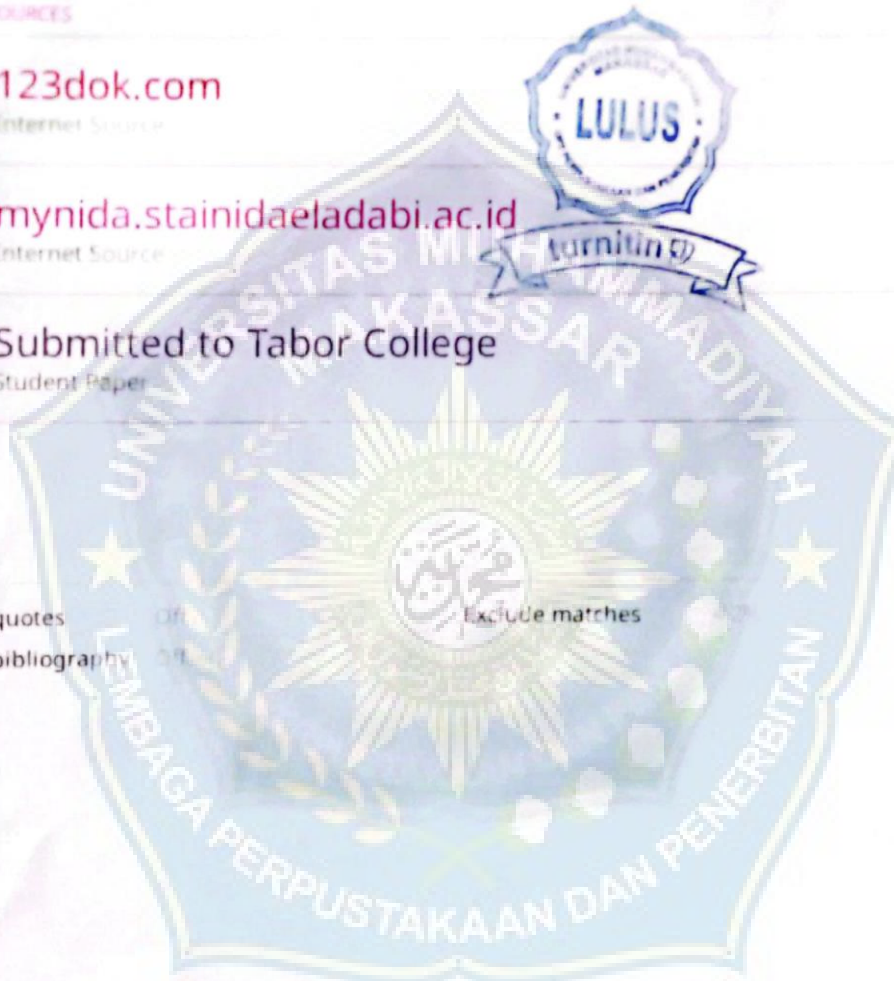 123dok.com
Internet Source
LULUS
turnitin
mynida.stainidaeladabi.ac.id
Internet Source
Submitted to Tabor College
Student Paper
UNIVERSITAS MUHAMMADIYAH
MAKASSAR
محمدية
quotes
Exclude matches
bibliography
LEMBAGA PERPUSTAKAAN DAN PENERBITAN